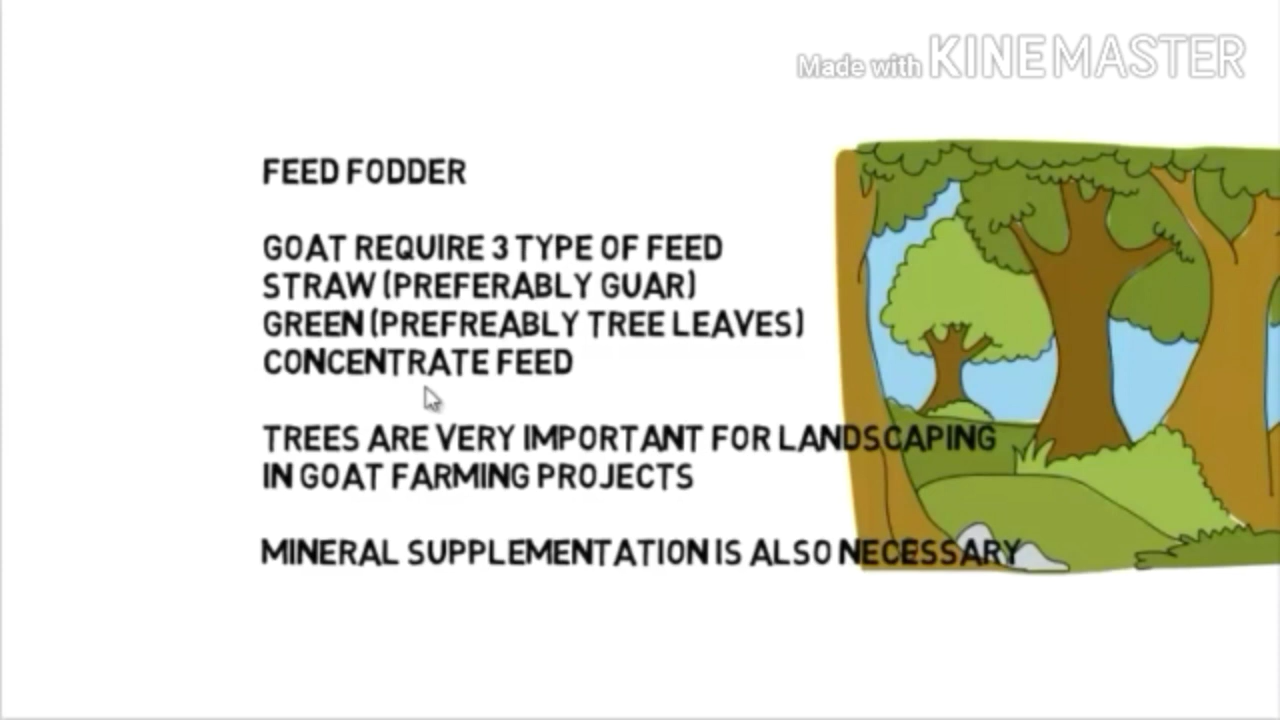 Made with KINEMASTER
FEED FODDER
GOAT REQUIRE 3 TYPE OF FEED
STRAW (PREFERABLY GUAR)
GREEN (PREFREABLY TREE LEAVES)
CONCENTRATE FEED
TREES ARE VERY IMPORTANT FOR LANDSCAPING
IN GOAT FARMING PROJECTS
MINERAL SUPPLEMENTATION IS ALSO NECESSARY